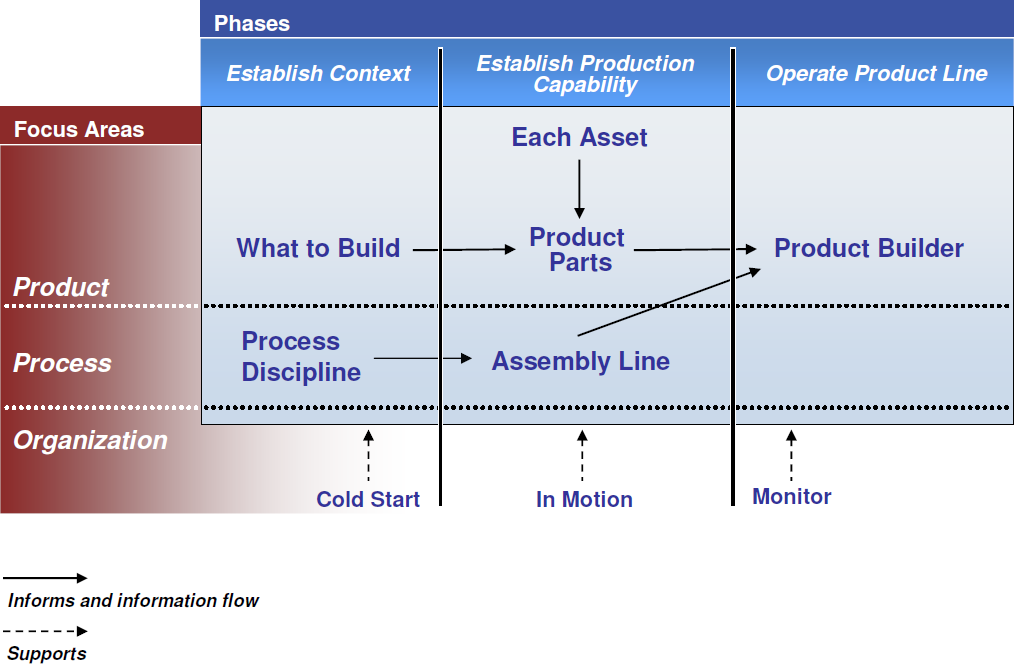 Phases
Establish Context
Establish Production
Capability
Operate Product Line
Focus Areas
Each Asset
What to Build
Product
Parts
Product Builder
Product
Process
Discipline
Process
Assembly Line
Organization
Cold Start
In Motion
Monitor
Informs and information flow
Supports